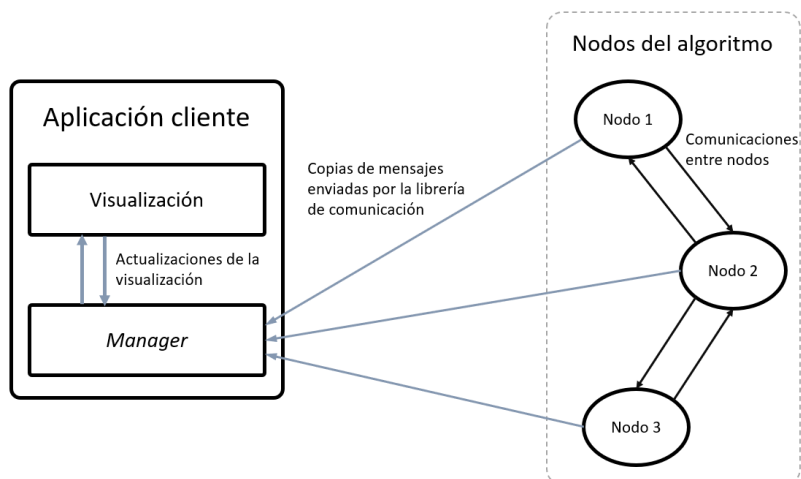 Nodos del algoritmo
Aplicación cliente
Nodo 1
Comunicaciones
entre nodos
Copias de mensajes
enviadas por la librería
de comunicación
Visualización
Actualizaciones de la
visualización
Nodo 2
Manager
Nodo 3